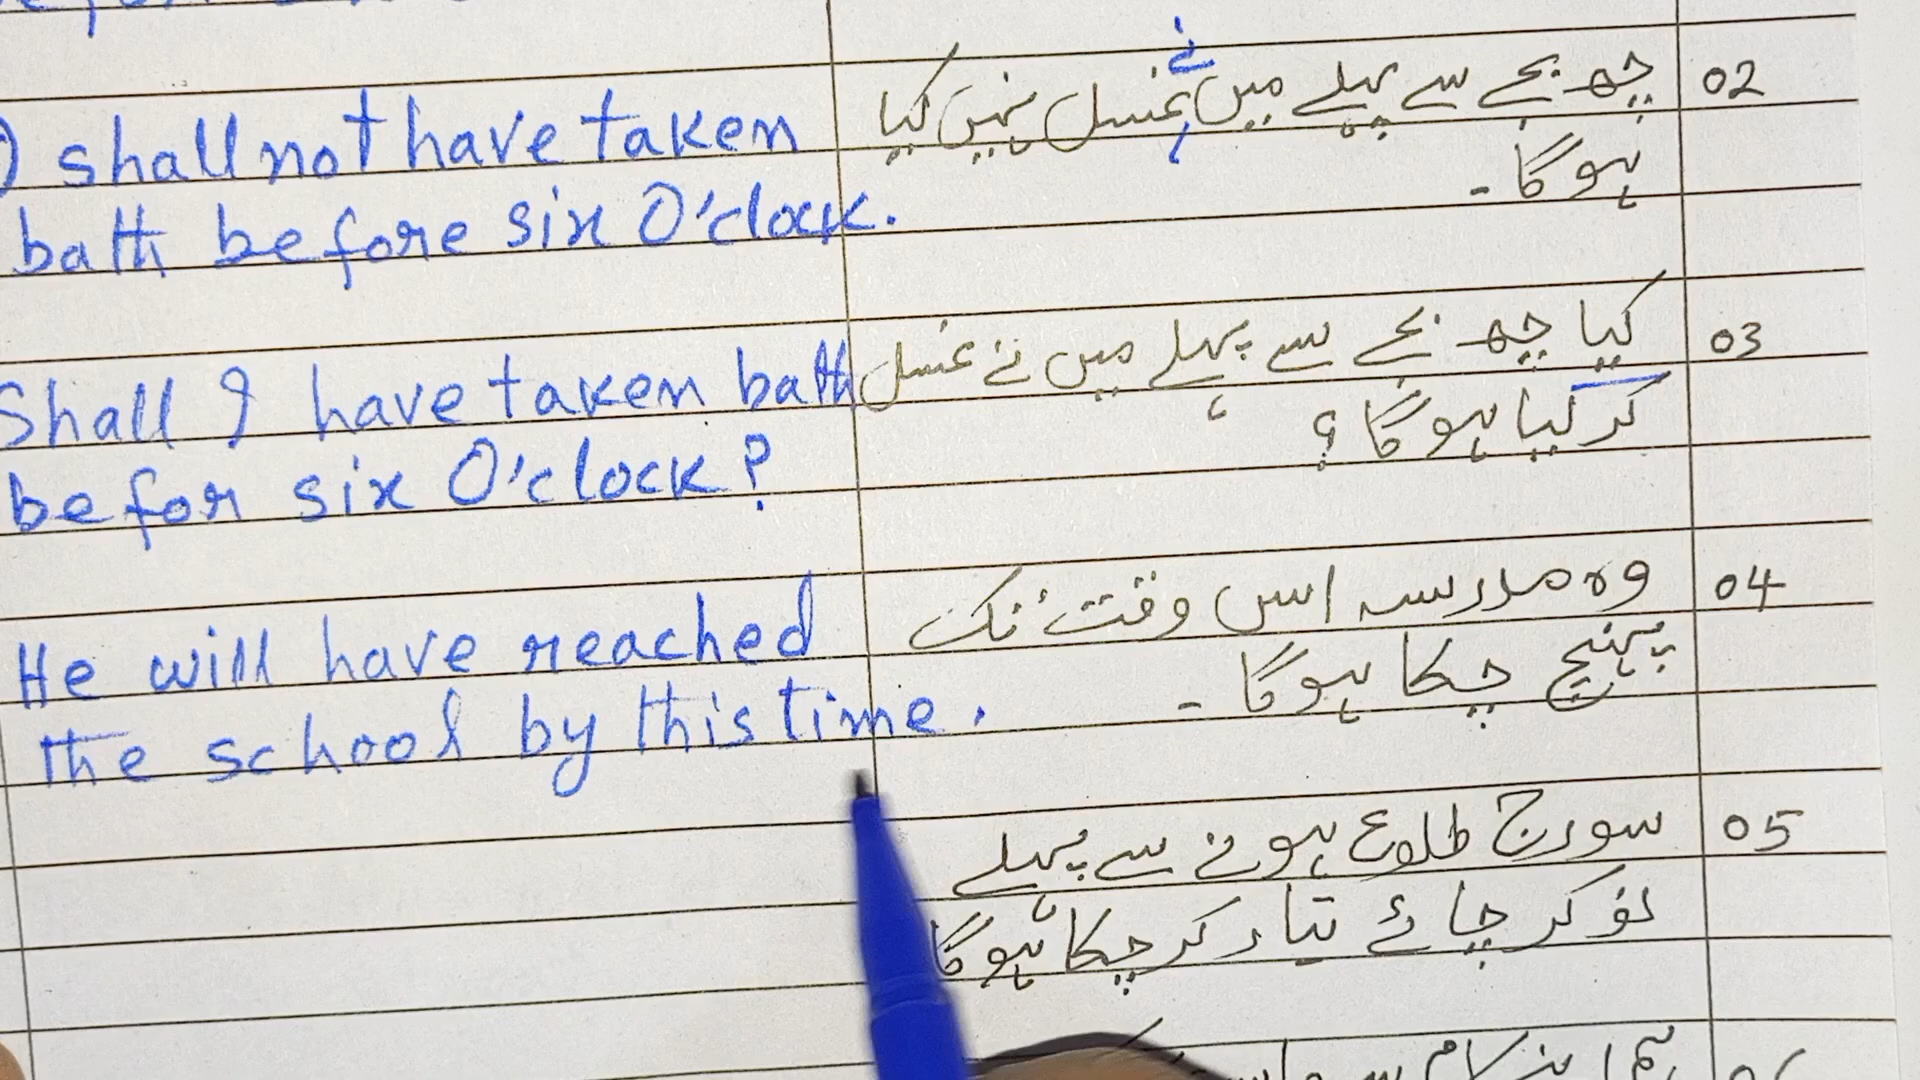 I shall not have taken
bath before six O'clock.
چھ بجے سے پہلے میں نے غسل نہیں کیا
ہوگا۔
02
Shall I have taken bath
befor six O'clock?
کیا چھ بجے سے پہلے میں نے غسل
کر کیا ہوگا؟
03
He will have reached
the school by this time.
وہ مدرسہ اس وقت تک
پہنچ چکا ہوگا۔
04
سورج طلوع ہونے سے پہلے
نوکر چائے تیار کر چکا ہوگا
05